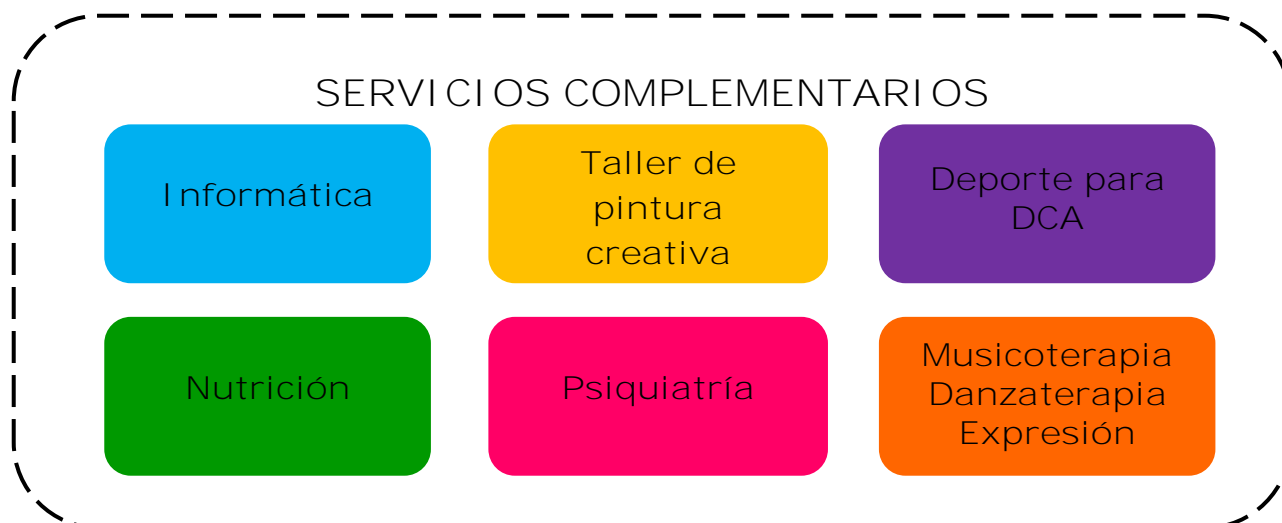 SERVICIOS COMPLEMENTARIOS
Informática
Taller de
pintura
creativa
Deporte para
DCA
Nutrición
Psiquiatría
Musicoterapia
Danzaterapia
Expresión